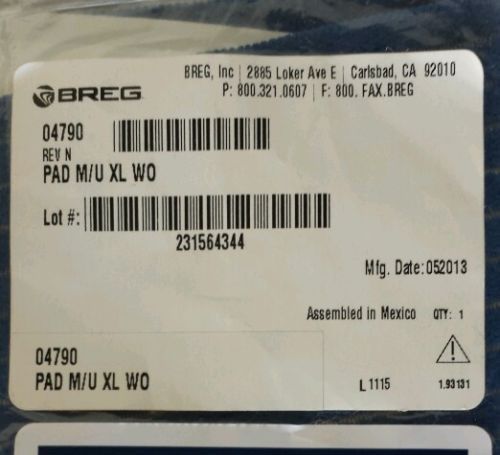 BREG
BREG, Inc | 2885 Loker Ave E | Carlsbad, CA 92010
P: 800.321.0607 | F: 800. FAX.BREG
04790
REV N
PAD M/U XL WO
Lot #:
231564344
Mfg. Date: 052013
Assembled in Mexico QTY: 1
04790
PAD M/U XL WO
L 1115
1.93131